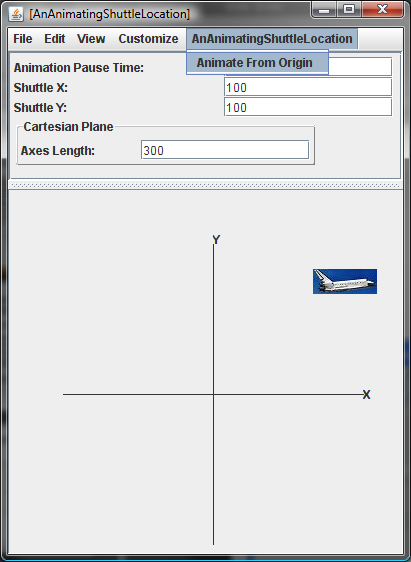 [AnAnimatingShuttleLocation]
File Edit View Customize AnAnimatingShuttleLocation
Animate From Origin
Animation Pause Time:
Shuttle X: 100
Shuttle Y: 100
Cartesian Plane
Axes Length: 300
Y
X